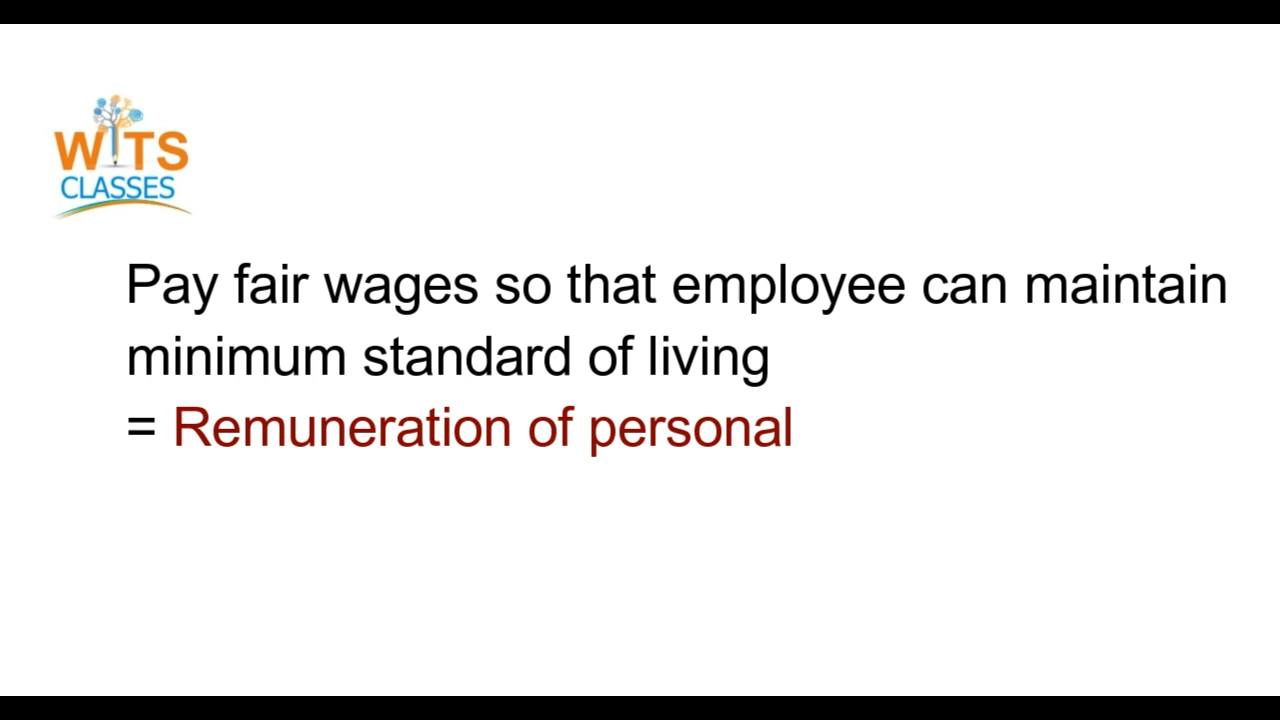 WITS
CLASSES
Pay fair wages so that employee can maintain
minimum standard of living
= Remuneration of personal